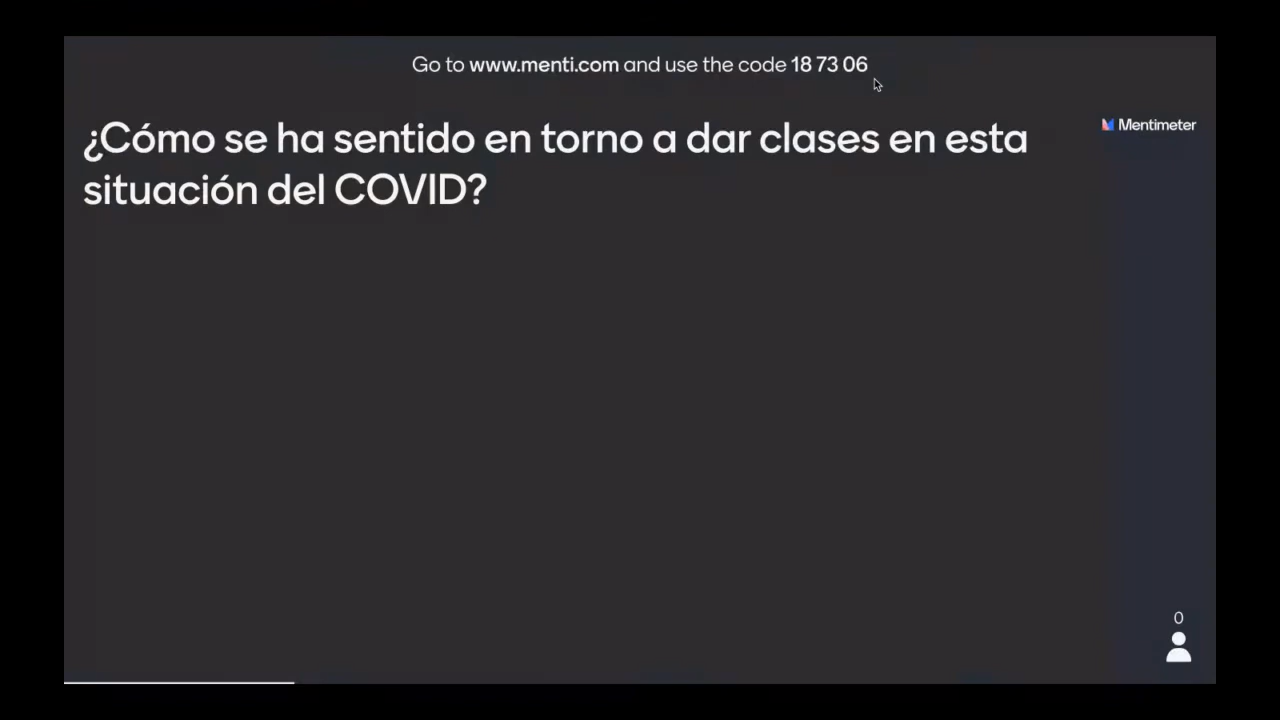 Go to www.menti.com and use the code 18 73 06
Mentimeter
¿Cómo se ha sentido en torno a dar clases en esta
situación del COVID?
0